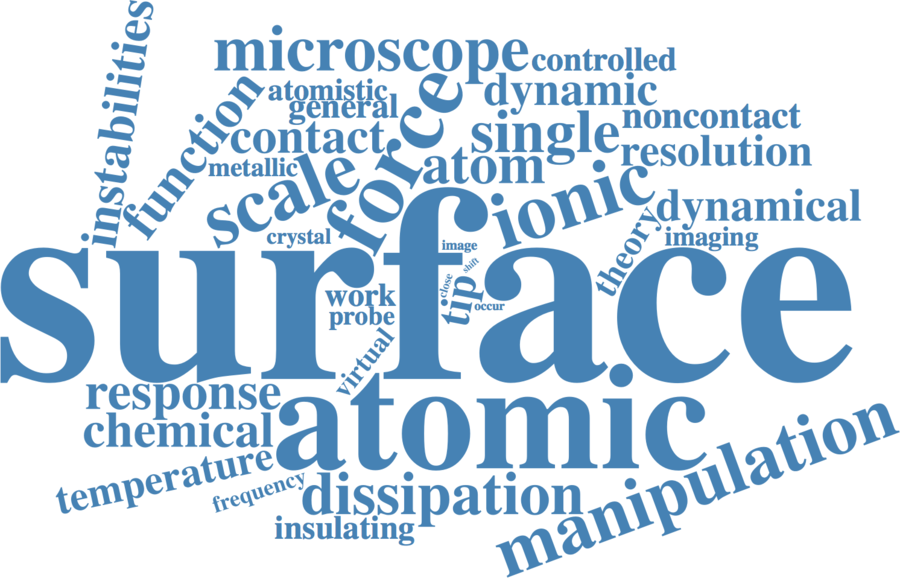 instabilities
microscope
controlled
function
atomistic
general
force
dynamic
contact
single
noncontact
metallic
scale
atom
resolution
ionic
dynamical
crystal
image
theory
imaging
surface
shift
close
tip
occur
work
probe
virtual
response
atomic
chemical
temperature
frequency
dissipation
manipulation
insulating